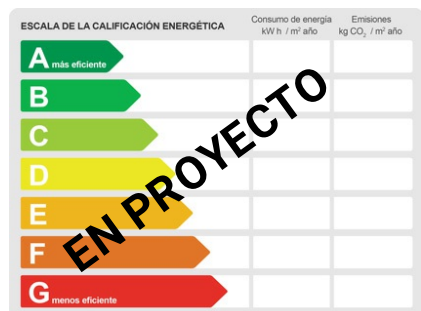 ESCALA DE LA CALIFICACIÓN ENERGÉTICA
Consumo de energía
kW h / m² año
Emisiones
kg CO₂ / m² año
A más eficiente
B
C
D
E
F
G menos eficiente
EN PROYECTO